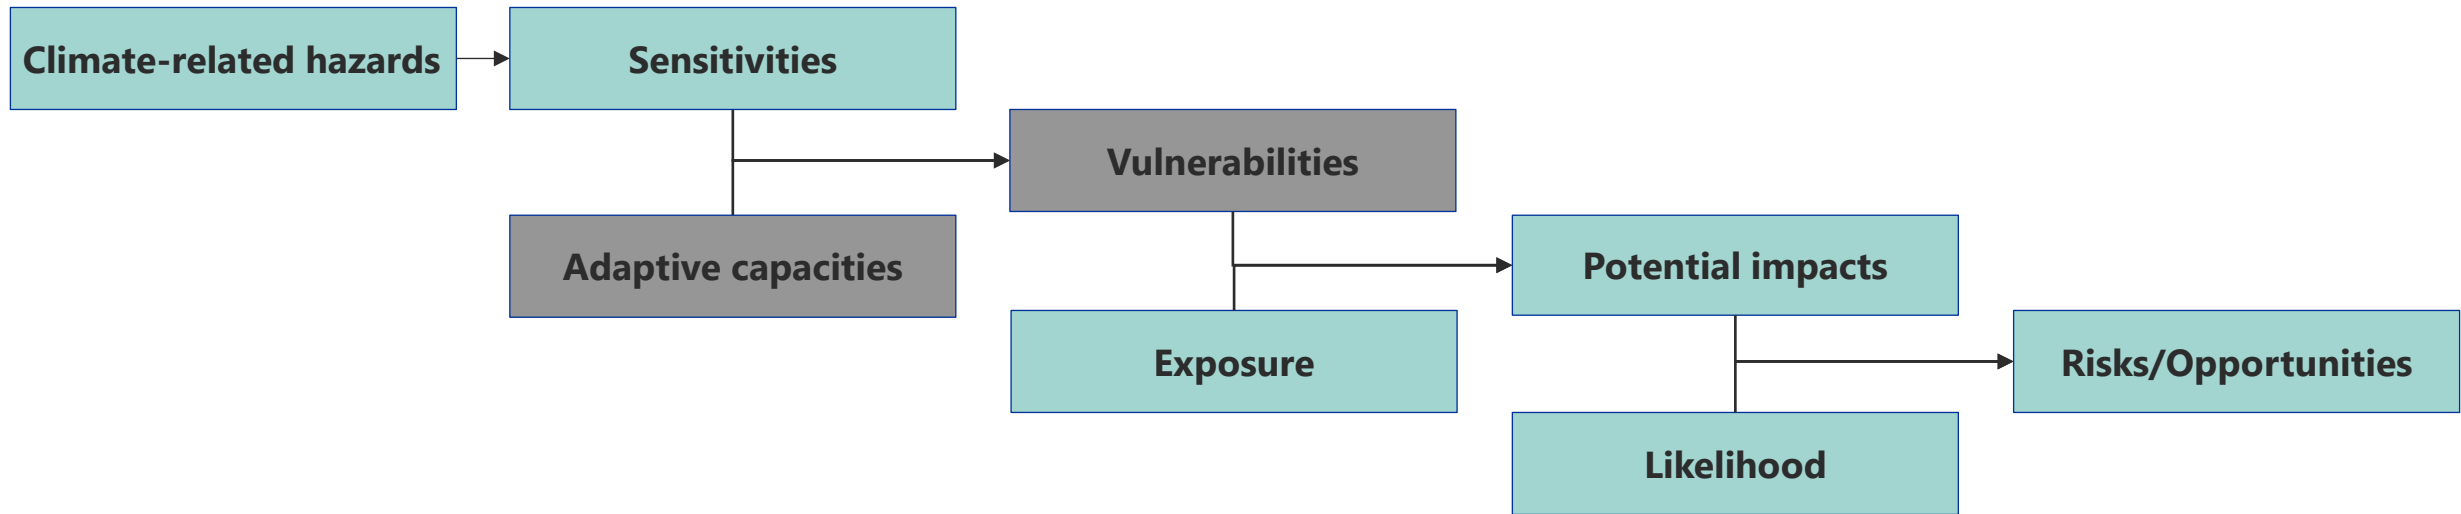 Climate-related hazards
Sensitivities
Vulnerabilities
Adaptive capacities
Potential impacts
Exposure
Risks/Opportunities
Likelihood